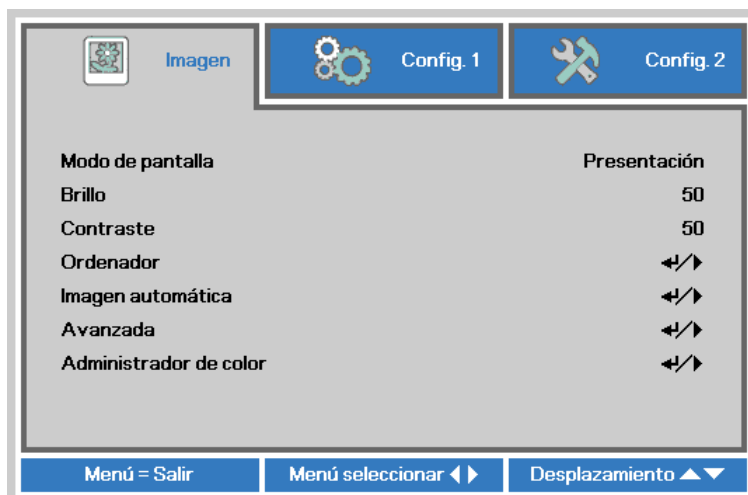 Imagen Config. 1 Config. 2
Modo de pantalla Presentación
Brillo 50
Contraste 50
Ordenador
Imagen automática
Avanzada
Administrador de color
Menú = Salir Menú seleccionar Desplazamiento